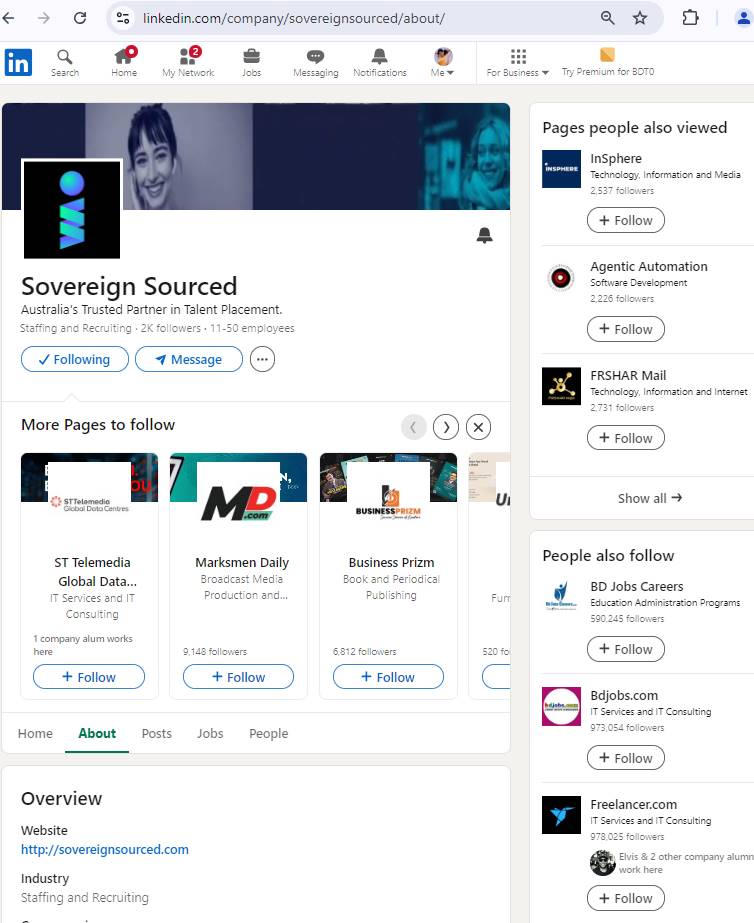 linkedin.com/company/sovereignsourced/about/
in
Search
Home
2
My Network
Jobs
Messaging
Notifications
Me
For Business
Try Premium for BDT0
Sovereign Sourced
Australia's Trusted Partner in Talent Placement.
Staffing and Recruiting · 2K followers · 11-50 employees
Following
Message
More Pages to follow
STTelemedia
Global Data Centres
ST Telemedia
Global Data...
IT Services and IT
Consulting
1 company alum works
here
+ Follow
MD
.com
Marksmen Daily
Broadcast Media
Production and...
9,148 followers
+ Follow
BUSINESSPRIZM
Business Prizm
Book and Periodical
Publishing
6,812 followers
+ Follow
Furn
520 fo
Home
About
Posts
Jobs
People
Overview
Website
http://sovereignsourced.com
Industry
Staffing and Recruiting
Pages people also viewed
INSPHERE
InSphere
Technology, Information and Media
2,537 followers
+ Follow
Agentic Automation
Software Development
2,226 followers
+ Follow
FRSHAR Mail
Technology, Information and Internet
2,731 followers
+ Follow
Show all →
People also follow
BD Jobs Careers
Education Administration Programs
590,245 followers
+ Follow
bdjobs.com
Bdjobs.com
IT Services and IT Consulting
973,054 followers
+ Follow
Freelancer.com
IT Services and IT Consulting
978,025 followers
Elvis & 2 other company alumn
work here
+ Follow